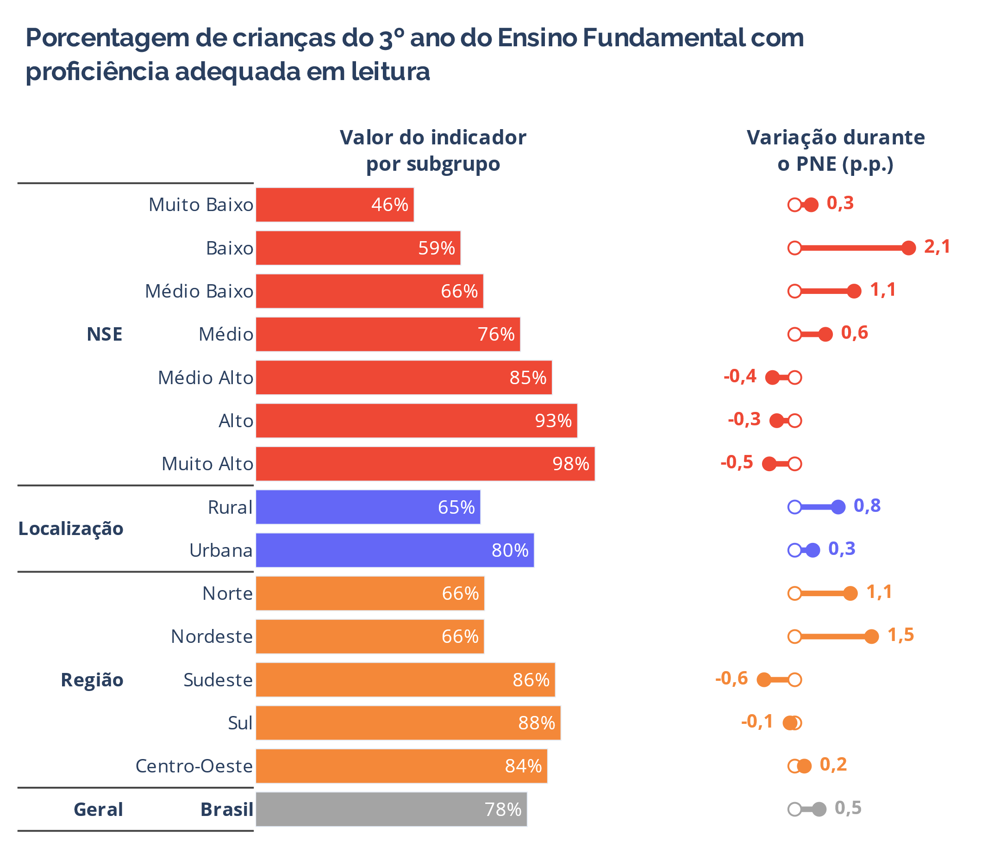 Porcentagem de crianças do 3º ano do Ensino Fundamental com
proficiência adequada em leitura
Valor do indicador
por subgrupo
Variação durante
o PNE (p.p.)
Muito Baixo 46% 0,3
Baixo 59% 2,1
Médio Baixo 66% 1,1
NSE Médio 76% 0,6
Médio Alto 85% -0,4
Alto 93% -0,3
Muito Alto 98% -0,5
Rural 65% 0,8
Localização
Urbana 80% 0,3
Norte 66% 1,1
Nordeste 66% 1,5
Região Sudeste 86% -0,6
Sul 88% -0,1
Centro-Oeste 84% 0,2
Geral Brasil 78% 0,5